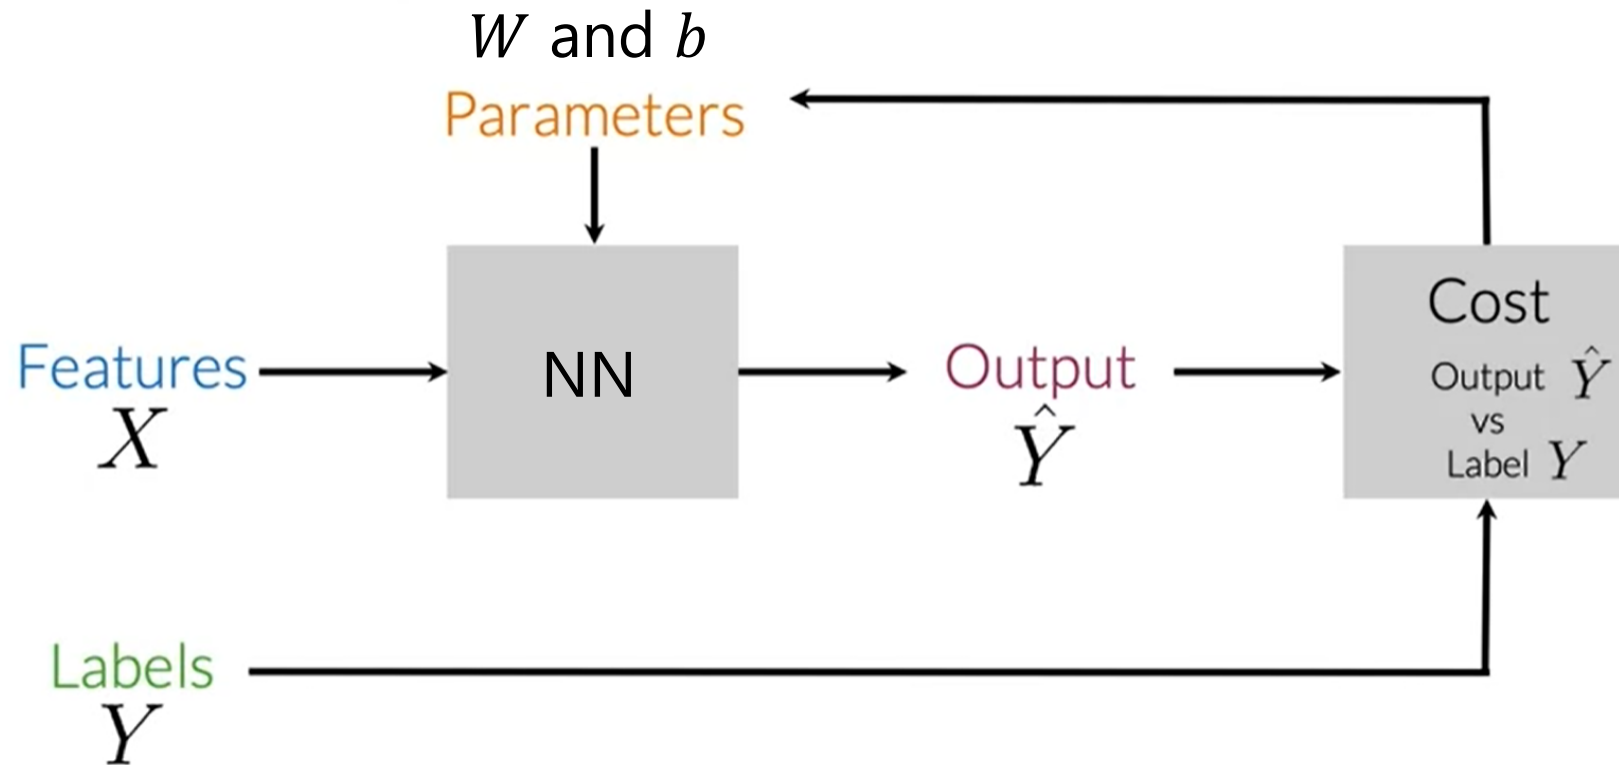 W and b
Parameters
Features
X
NN
Output
Ŷ
Cost
Output Ŷ
vs
Label Y
Labels
Y